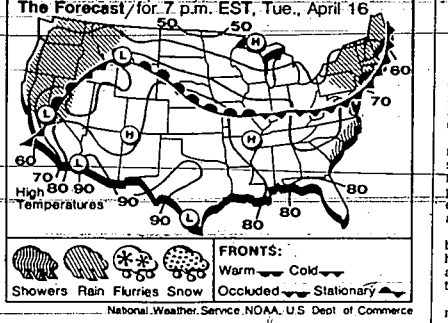 The Forecast/for 7 p.m. EST, Tue., April 16
50 50
H
L
60
70
L
H
H
60
70
80 90
L
High
Temperatures
90
90
L
80
80
80
FRONTS:
Warm Cold
Showers Rain Flurries Snow
Occluded Stationary
National Weather Service, NOAA, U.S. Dept of Commerce